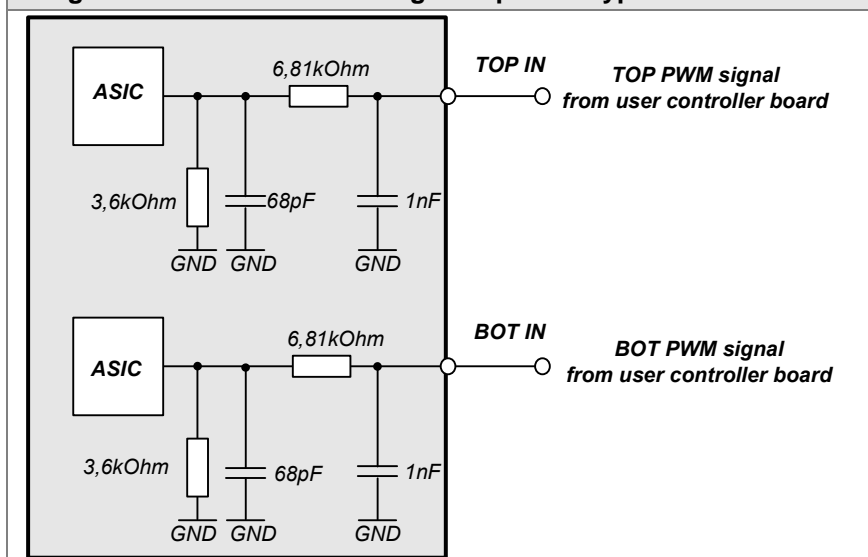 6,81kOhm
TOP IN
TOP PWM signal
from user controller board
ASIC
3,6kOhm
68pF
1nF
GND
GND
GND
6,81kOhm
BOT IN
BOT PWM signal
from user controller board
ASIC
3,6kOhm
68pF
1nF
GND
GND
GND